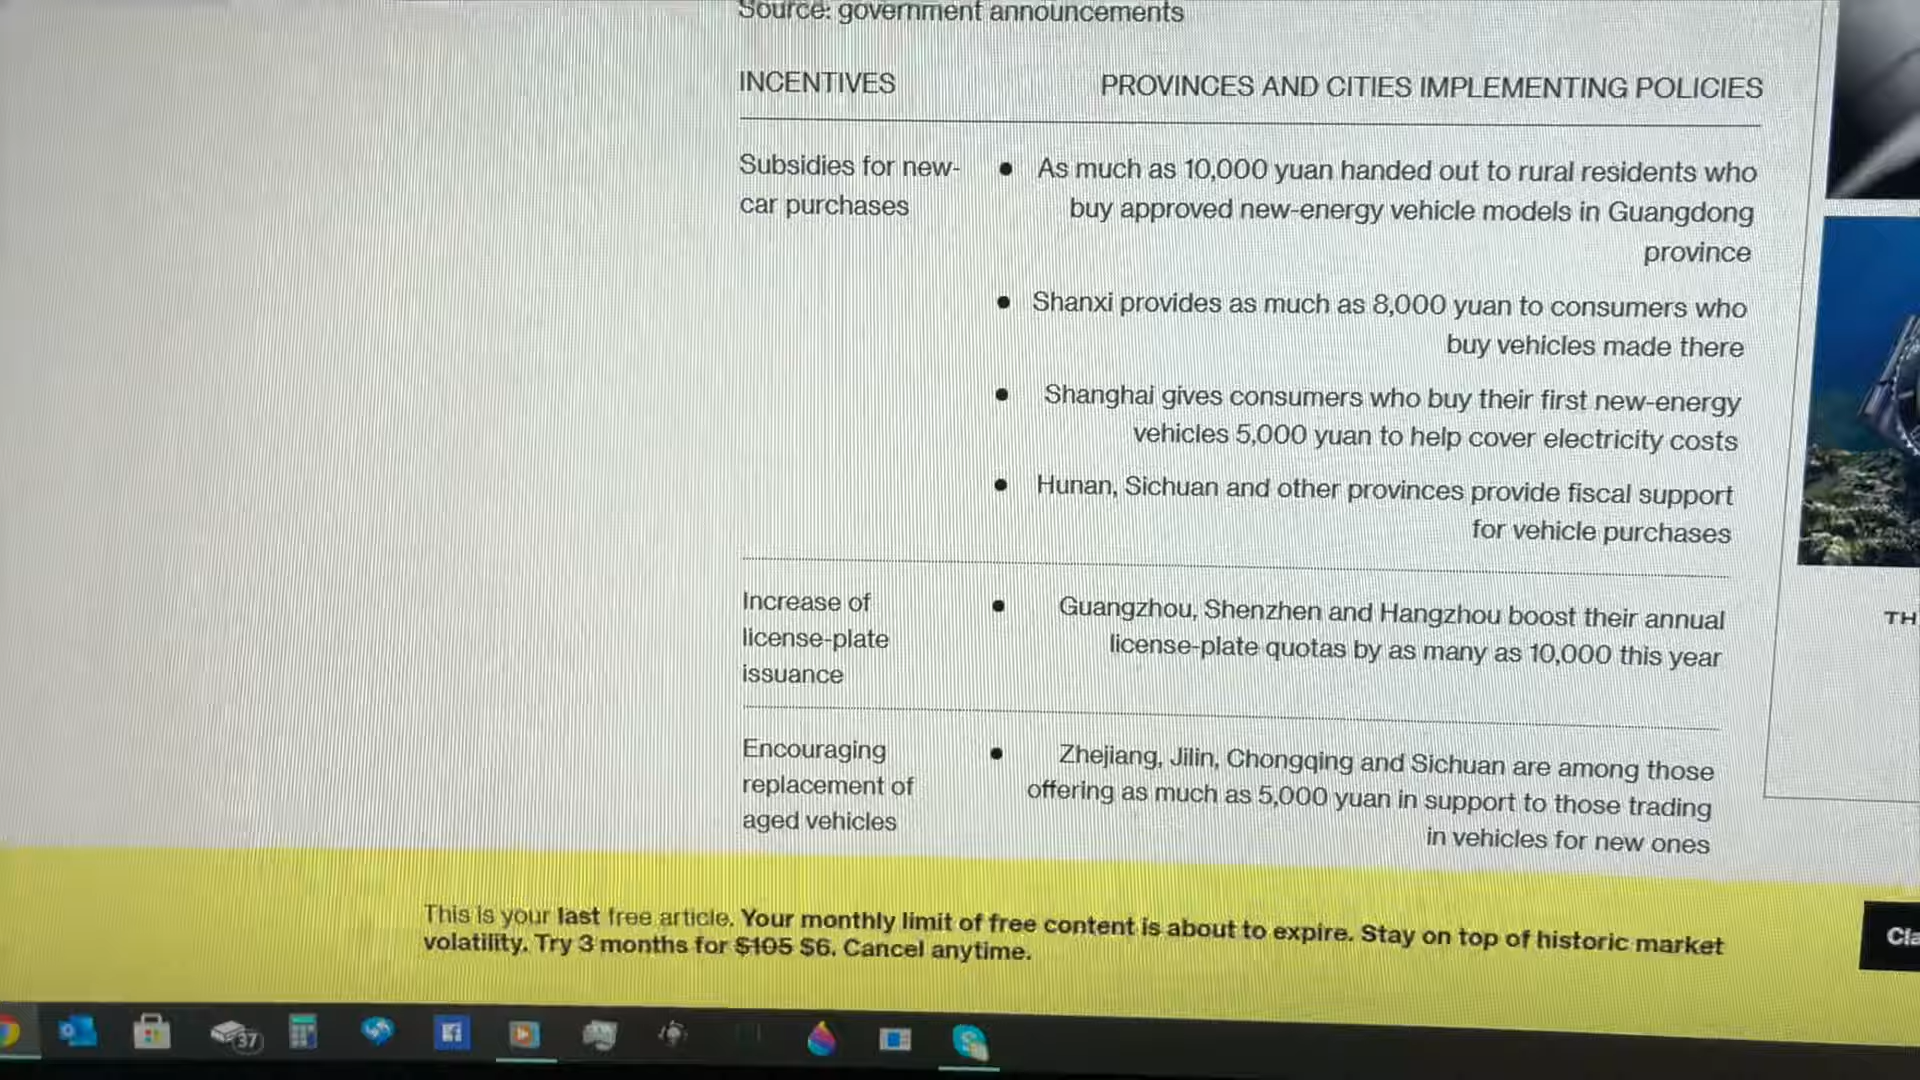 Source: government announcements
INCENTIVES
PROVINCES AND CITIES IMPLEMENTING POLICIES
Subsidies for new-
car purchases
• As much as 10,000 yuan handed out to rural residents who
buy approved new-energy vehicle models in Guangdong
province
• Shanxi provides as much as 8,000 yuan to consumers who
buy vehicles made there
• Shanghai gives consumers who buy their first new-energy
vehicles 5,000 yuan to help cover electricity costs
• Hunan, Sichuan and other provinces provide fiscal support
for vehicle purchases
Increase of
license-plate
issuance
• Guangzhou, Shenzhen and Hangzhou boost their annual
license-plate quotas by as many as 10,000 this year
Encouraging
replacement of
aged vehicles
• Zhejiang, Jilin, Chongqing and Sichuan are among those
offering as much as 5,000 yuan in support to those trading
in vehicles for new ones
TH
This is your last free article. Your monthly limit of free content is about to expire. Stay on top of historic market
volatility. Try 3 months for $105 $6. Cancel anytime.
Cla
37